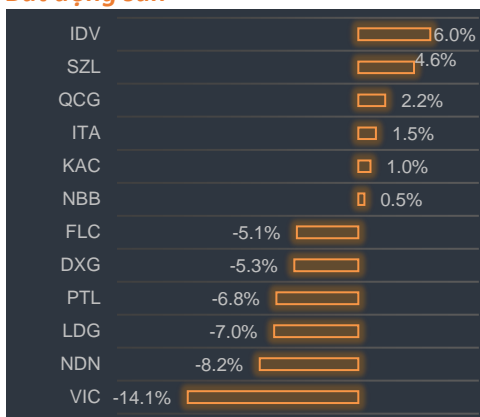 IDV 6.0%
SZL 4.6%
QCG 2.2%
ITA 1.5%
KAC 1.0%
NBB 0.5%
FLC -5.1%
DXG -5.3%
PTL -6.8%
LDG -7.0%
NDN -8.2%
VIC -14.1%